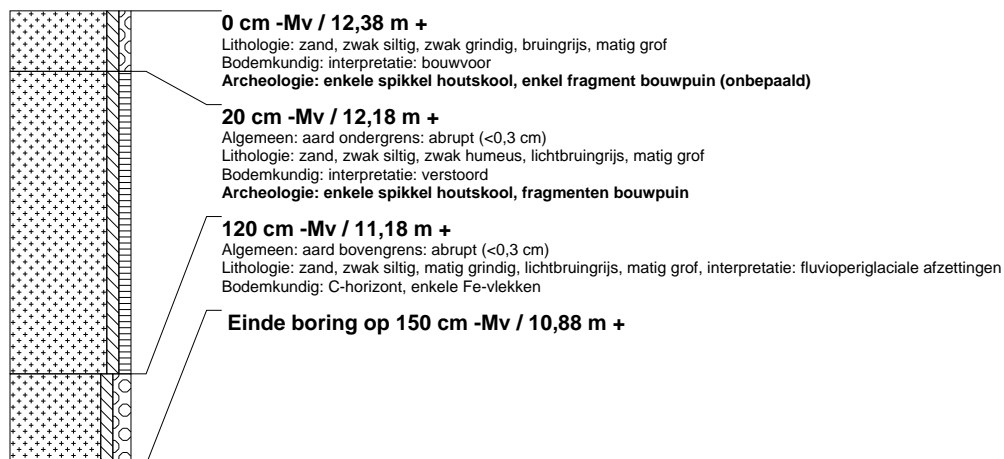 0 cm -Mv / 12,38 m +
Lithologie: zand, zwak siltig, zwak grindig, bruingrijs, matig grof
Bodemkundig: interpretatie: bouwvoor
Archeologie: enkele spikkel houtskool, enkel fragment bouwpuin (onbepaald)
20 cm -Mv / 12,18 m +
Algemeen: aard ondergrens: abrupt (<0,3 cm)
Lithologie: zand, zwak siltig, zwak humeus, lichtbruingrijs, matig grof
Bodemkundig: interpretatie: verstoord
Archeologie: enkele spikkel houtskool, fragmenten bouwpuin
120 cm -Mv / 11,18 m +
Algemeen: aard bovengrens: abrupt (<0,3 cm)
Lithologie: zand, zwak siltig, matig grindig, lichtbruingrijs, matig grof, interpretatie: fluvioperiglaciale afzettingen
Bodemkundig: C-horizont, enkele Fe-vlekken
Einde boring op 150 cm -Mv / 10,88 m +